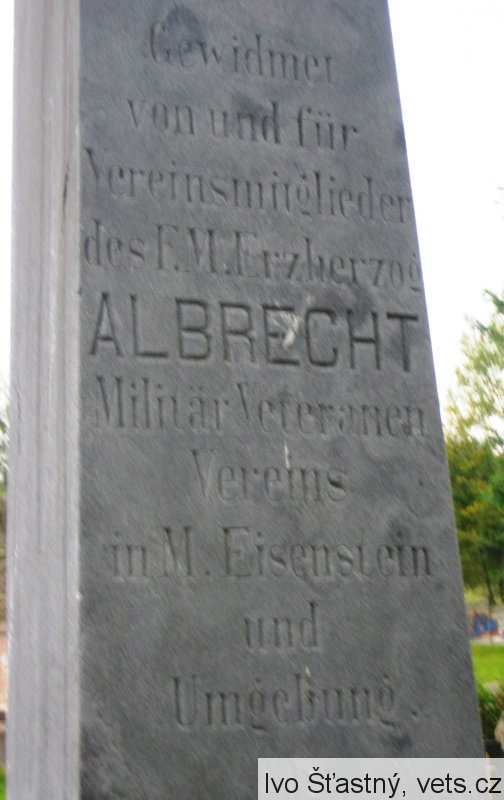 Gewidmet
von und für
Vereinsmitglieder
des F.M. Erzherzog
ALBRECHT
Militär Veteranen
Vereins
in M. Eisenstein
und
Umgebung.
Ivo Šťastný, vets.cz